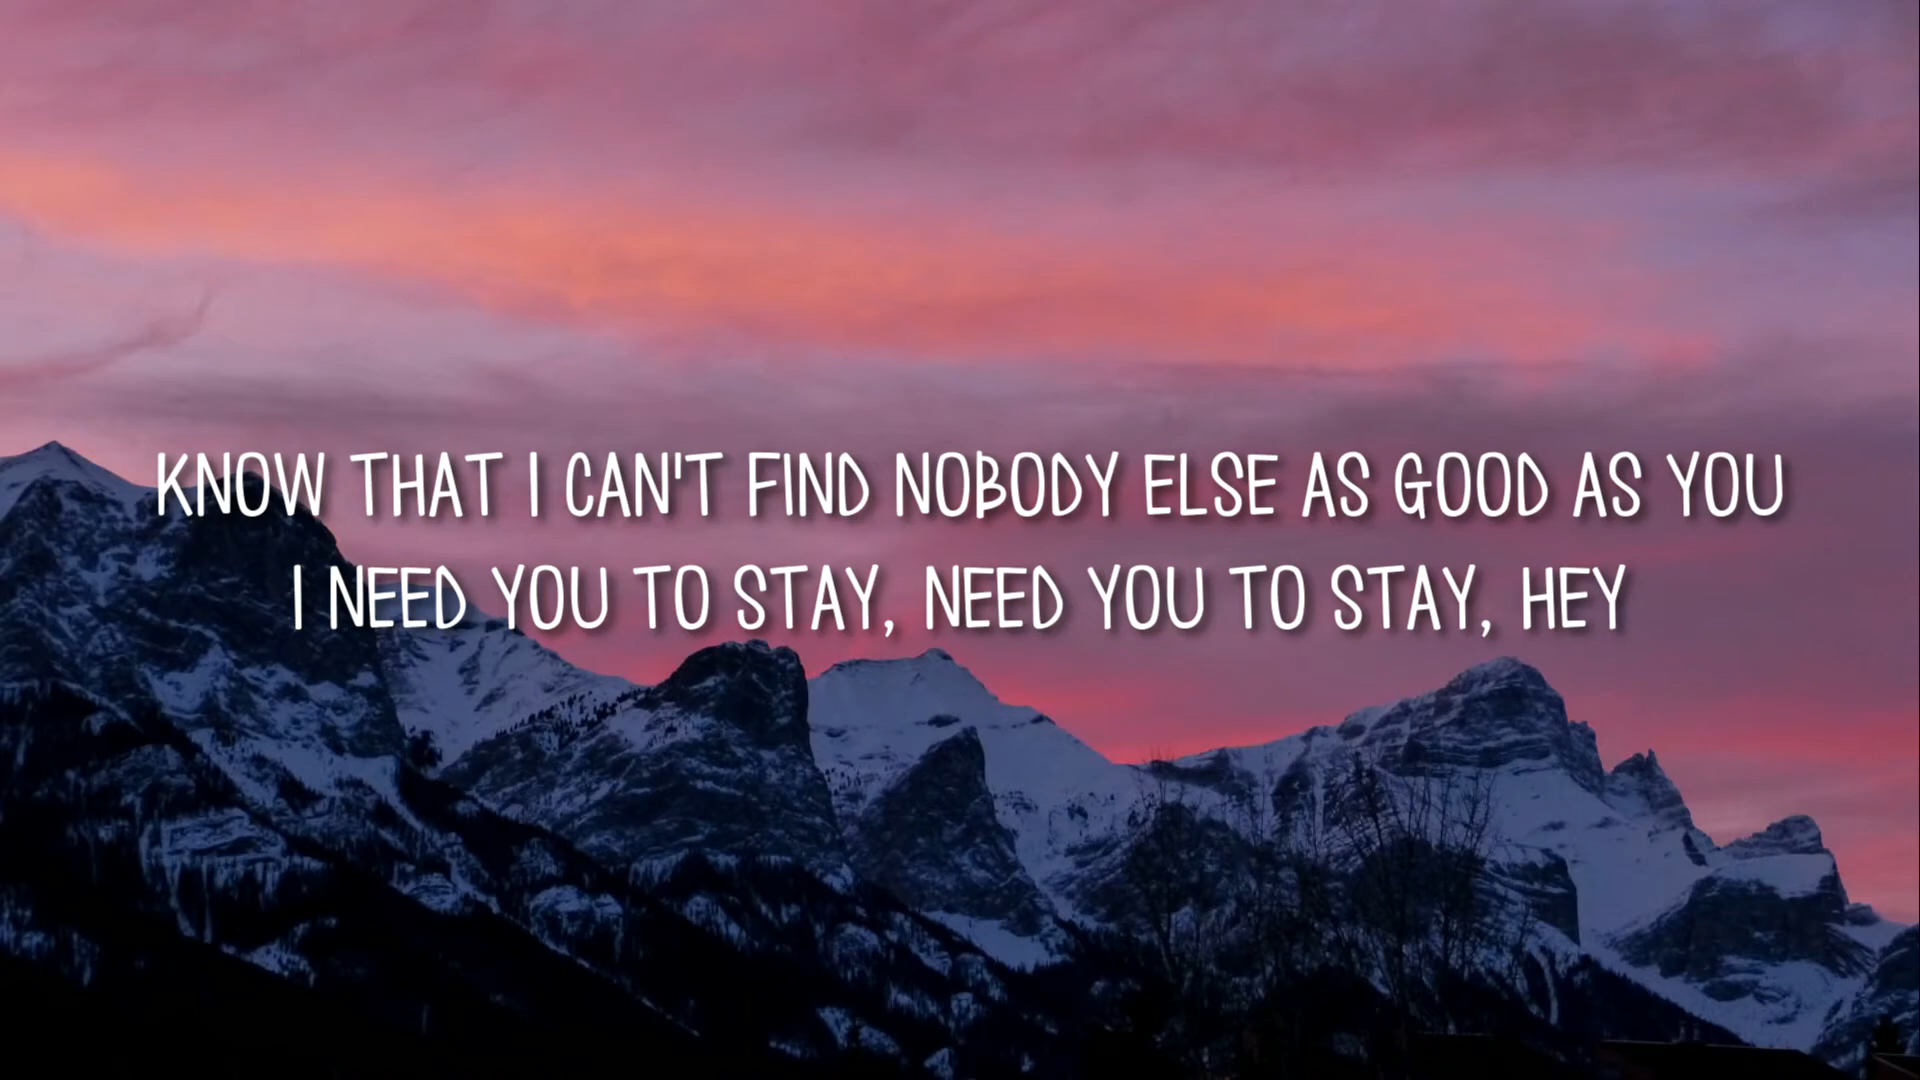 KNOW THAT I CAN'T FIND NOBODY ELSE AS GOOD AS YOU
I NEED YOU TO STAY, NEED YOU TO STAY, HEY